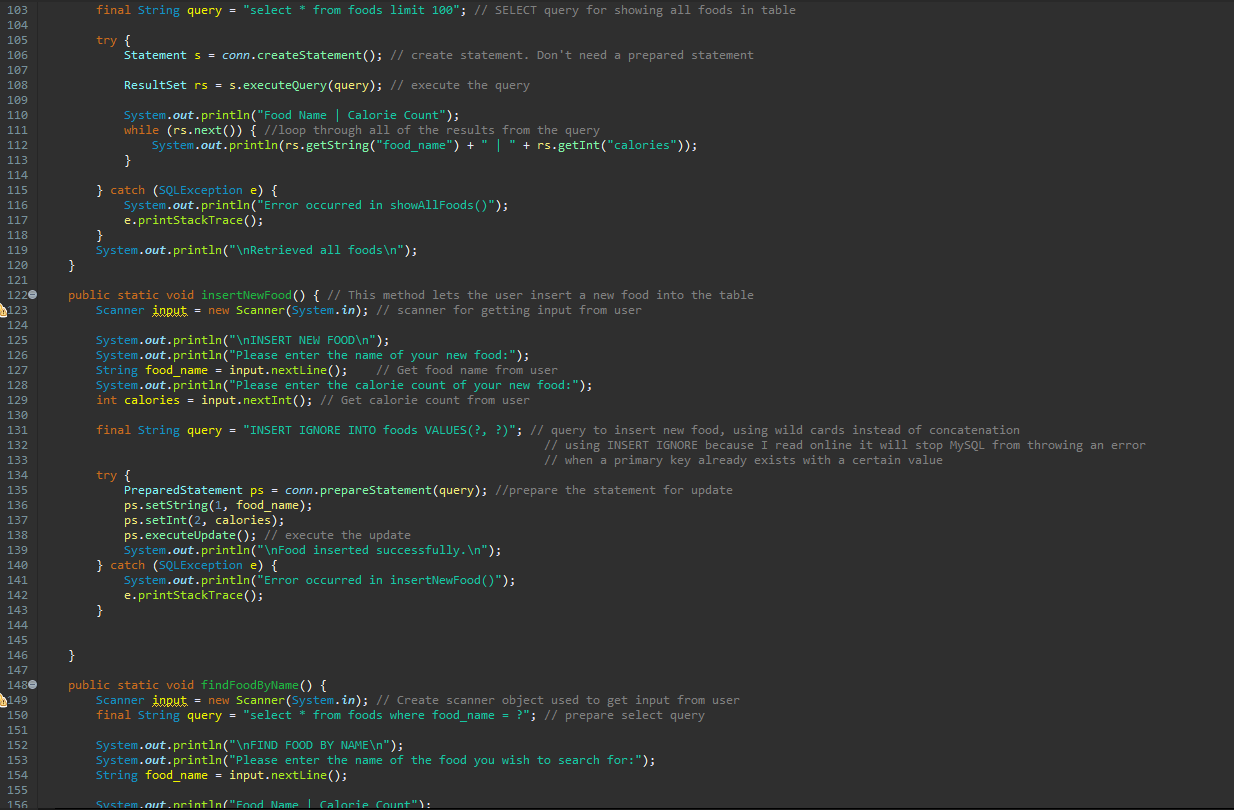 103 final String query = "select * from foods limit 100"; // SELECT query for showing all foods in table
104
105 try {
106 Statement s = conn.createStatement(); // create statement. Don't need a prepared statement
107
108 ResultSet rs = s.executeQuery(query); // execute the query
109
110 System.out.println("Food Name | Calorie Count");
111 while (rs.next()) { //loop through all of the results from the query
112 System.out.println(rs.getString("food_name") + " | " + rs.getInt("calories"));
113 }
114
115 } catch (SQLException e) {
116 System.out.println("Error occurred in showAllFoods()");
117 e.printStackTrace();
118 }
119 System.out.println("\nRetrieved all foods\n");
120 }
121
122 public static void insertNewFood() { // This method lets the user insert a new food into the table
123 Scanner input = new Scanner(System.in); // scanner for getting input from user
124
125 System.out.println("\nINSERT NEW FOOD\n");
126 System.out.println("Please enter the name of your new food:");
127 String food_name = input.nextLine(); // Get food name from user
128 System.out.println("Please enter the calorie count of your new food:");
129 int calories = input.nextInt(); // Get calorie count from user
130
131 final String query = "INSERT IGNORE INTO foods VALUES(?, ?)"; // query to insert new food, using wild cards instead of concatenation
132 // using INSERT IGNORE because I read online it will stop MySQL from throwing an error
133 // when a primary key already exists with a certain value
134 try {
135 PreparedStatement ps = conn.prepareStatement(query); //prepare the statement for update
136 ps.setString(1, food_name);
137 ps.setInt(2, calories);
138 ps.executeUpdate(); // execute the update
139 System.out.println("\nFood inserted successfully.\n");
140 } catch (SQLException e) {
141 System.out.println("Error occurred in insertNewFood()");
142 e.printStackTrace();
143 }
144
145
146 }
147
148 public static void findFoodByName() {
149 Scanner input = new Scanner(System.in); // Create scanner object used to get input from user
150 final String query = "select * from foods where food_name = ?"; // prepare select query
151
152 System.out.println("\nFIND FOOD BY NAME\n");
153 System.out.println("Please enter the name of the food you wish to search for:");
154 String food_name = input.nextLine();
155
156 System.out.println("Food Name | Calorie Count");